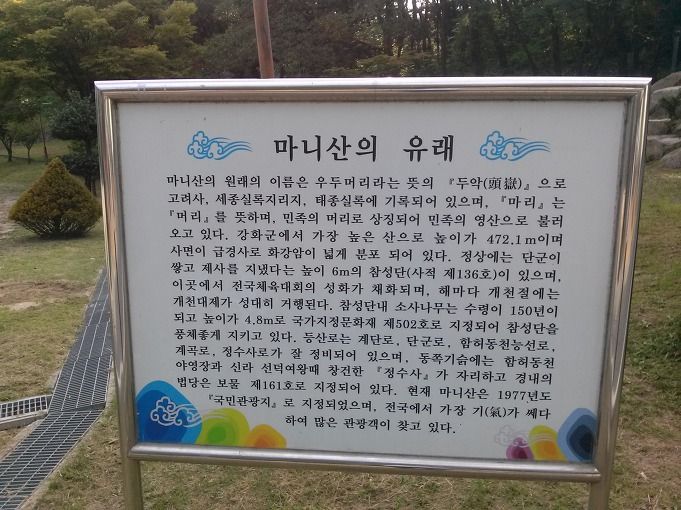 마니산의 유래
마니산의 원래의 이름은 우두머리라는 뜻의 『두악(頭嶽)』으로
고려사, 세종실록지리지, 태종실록에 기록되어 있으며, 『마리』는
『머리』를 뜻하며, 민족의 머리로 상징되어 민족의 영산으로 불러
오고 있다. 강화군에서 가장 높은 산으로 높이가 472.1m이며
사면이 급경사로 화강암이 넓게 분포 되어 있다. 정상에는 단군이
쌓고 제사를 지냈다는 높이 6m의 참성단(사적 제136호)이 있으며,
이곳에서 전국체육대회의 성화가 채화되며, 해마다 개천절에는
개천대제가 성대히 거행된다. 참성단내 소사나무는 수령이 150년이
되고 높이가 4.8m로 국가지정문화재 제502호로 지정되어 참성단을
풍체좋게 지키고 있다. 등산로는 계단로, 단군로, 함허동천능선로,
계곡로, 정수사로가 잘 정비되어 있으며, 동쪽기슭에는 함허동천
야영장과 신라 선덕여왕때 창건한 『정수사』가 자리하고 경내의
법당은 보물 제161호로 지정되어 있다. 현재 마니산은 1977년도
『국민관광지』로 지정되었으며, 전국에서 가장 기(氣)가 쎄다
하여 많은 관광객이 찾고 있다.